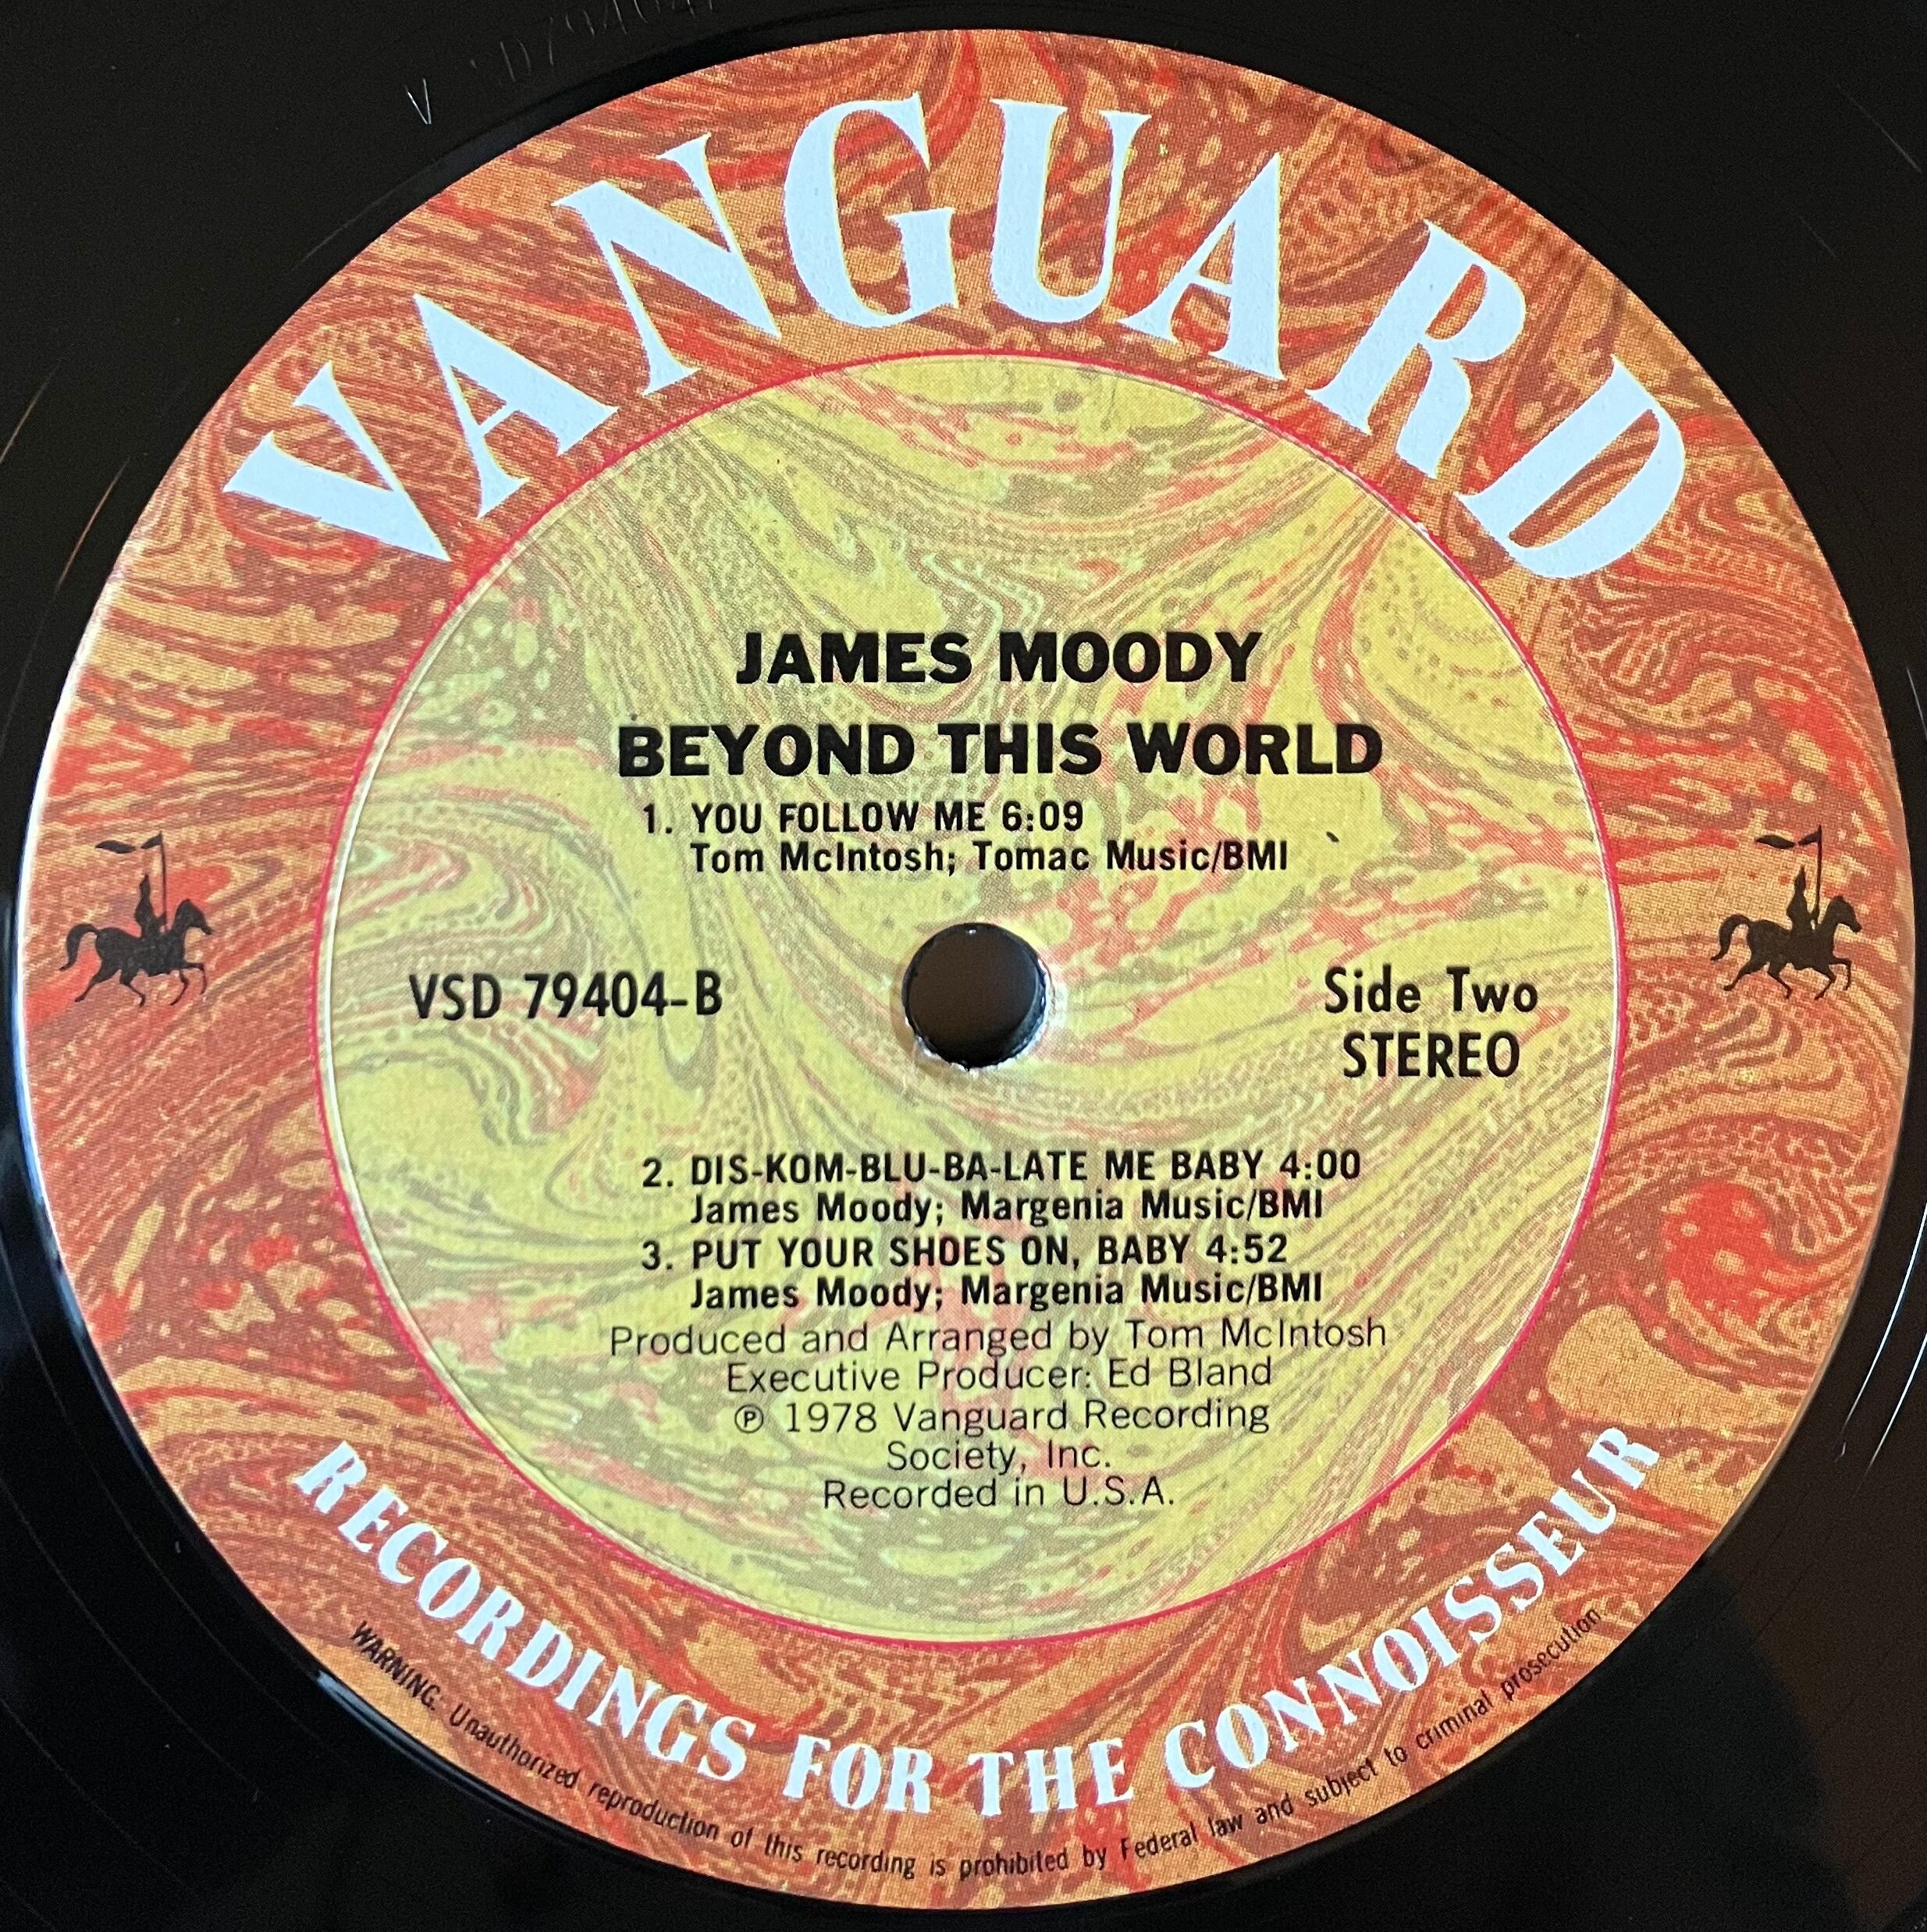 VANGUARD
JAMES MOODY
BEYOND THIS WORLD
1. YOU FOLLOW ME 6:09
Tom McIntosh; Tomac Music/BMI
VSD 79404-B
Side Two
STEREO
2. DIS-KOM-BLU-BA-LATE ME BABY 4:00
James Moody; Margenia Music/BMI
3. PUT YOUR SHOES ON, BABY 4:52
James Moody; Margenia Music/BMI
Produced and Arranged by Tom McIntosh
Executive Producer: Ed Bland
℗ 1978 Vanguard Recording
Society, Inc.
Recorded in U.S.A.
RECORDINGS FOR THE CONNOISSEUR
WARNING: Unauthorized reproduction of this recording is prohibited by Federal law and subject to criminal prosecution